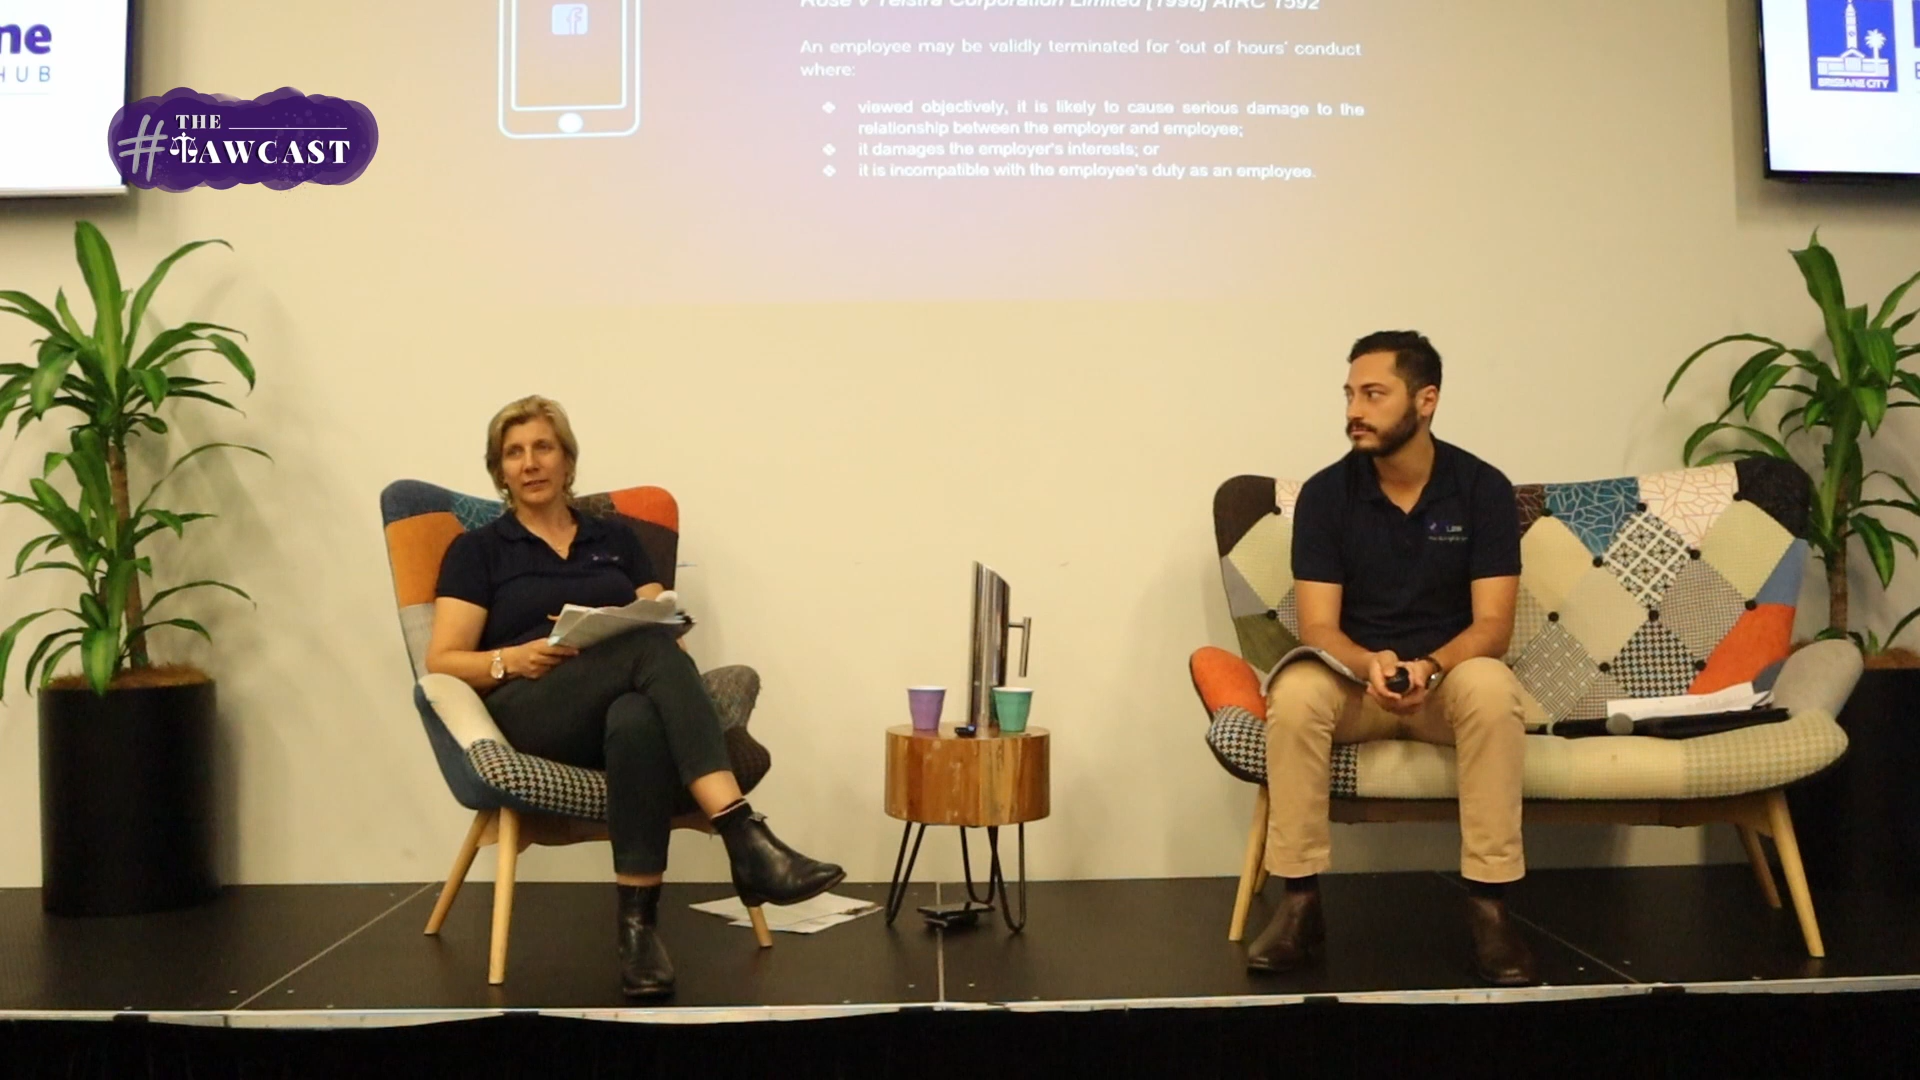 ne
HUB
# THE
LAWCAST
Rose v Telstra Corporation Limited [1998] AIRC 1592
An employee may be validly terminated for 'out of hours' conduct
where:
❖ viewed objectively, it is likely to cause serious damage to the
relationship between the employer and employee;
❖ it damages the employer's interests; or
❖ it is incompatible with the employee's duty as an employee.
BRISBANE CITY
LAW